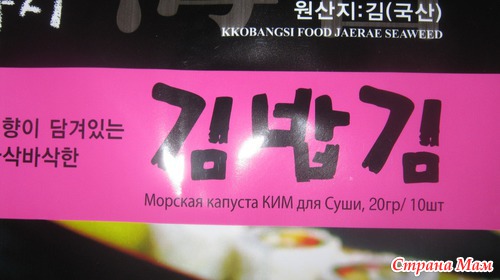 원산지:김(국산)
KKOBANGSI FOOD JAERAE SEAWEED
향이 담겨있는
삭바삭한
김밥김
Морская капуста КИМ для Суши, 20гр/ 10шт
Страна Мам